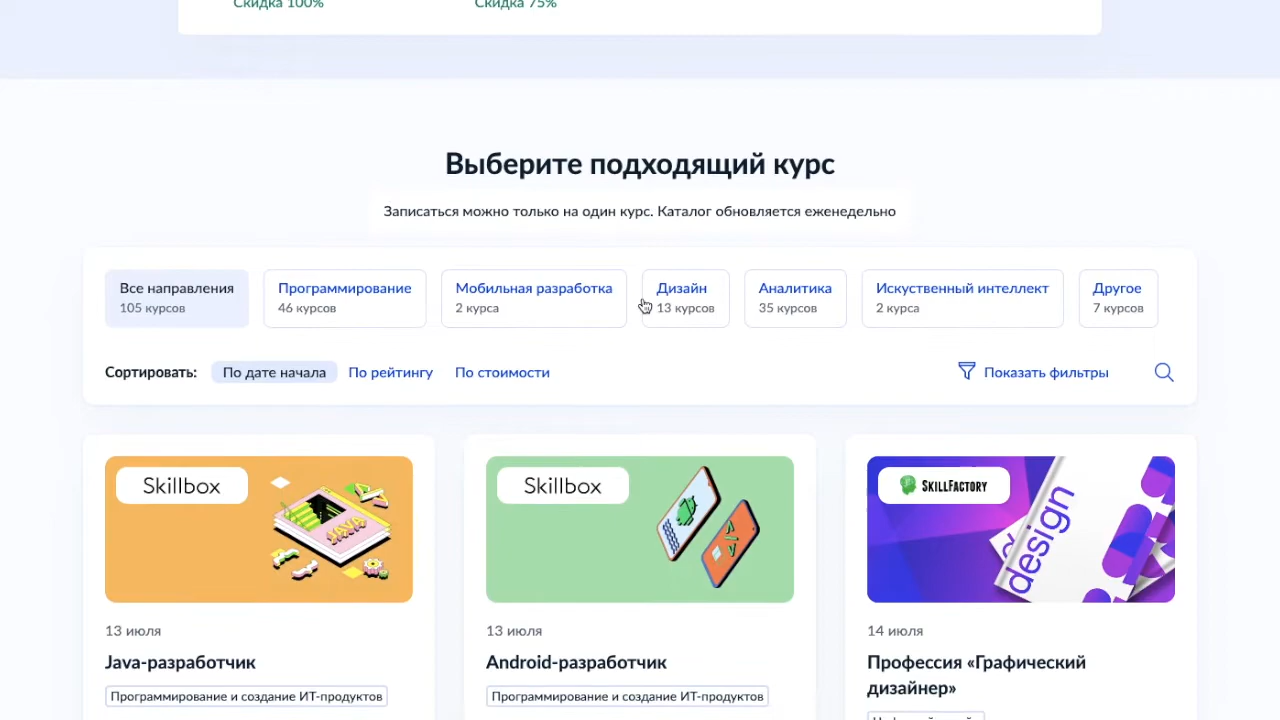 Скидка 100%
Скидка 75%
Выберите подходящий курс
Записаться можно только на один курс. Каталог обновляется еженедельно
Все направления
105 курсов
Программирование
46 курсов
Мобильная разработка
2 курса
Дизайн
13 курсов
Аналитика
35 курсов
Искуственный интеллект
2 курса
Другое
7 курсов
Сортировать: По дате начала По рейтингу По стоимости
Показать фильтры
Skillbox
JAVA
13 июля
Java-разработчик
Программирование и создание ИТ-продуктов
Skillbox
13 июля
Android-разработчик
Программирование и создание ИТ-продуктов
SKILLFACTORY
design
14 июля
Профессия «Графический
дизайнер»